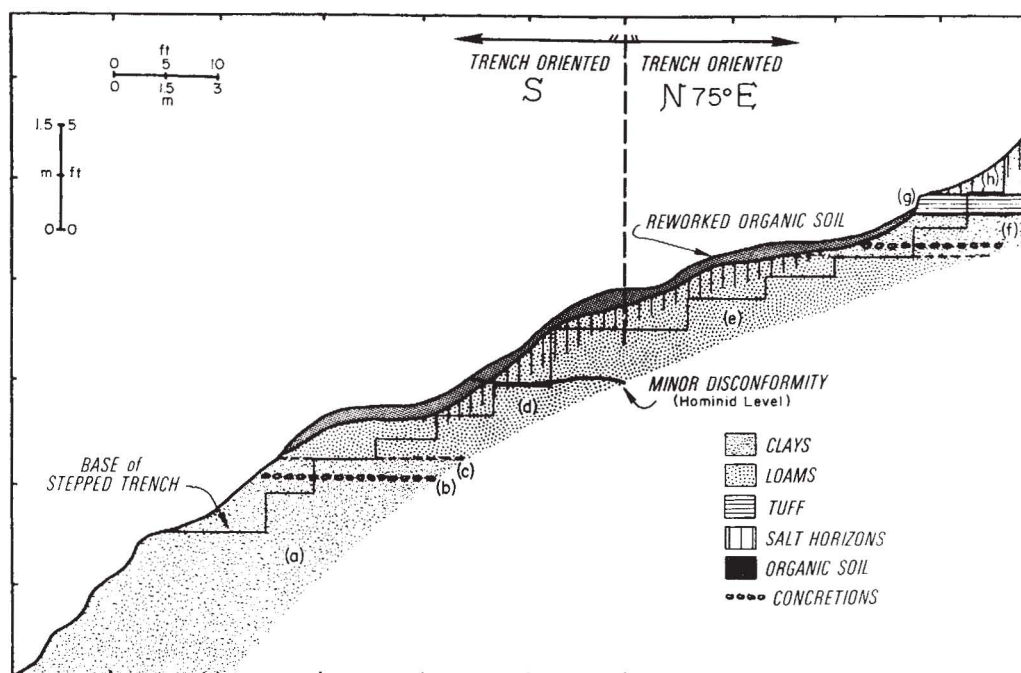 ft
0 5 10
0 1.5 3
m
1.5 5
m ft
0 0
TRENCH ORIENTED
S
TRENCH ORIENTED
N 75° E
(h)
(g)
(f)
REWORKED ORGANIC SOIL
(e)
MINOR DISCONFORMITY
(Hominid Level)
(d)
(c)
(b)
BASE of
STEPPED TRENCH
(a)
CLAYS
LOAMS
TUFF
SALT HORIZONS
ORGANIC SOIL
CONCRETIONS